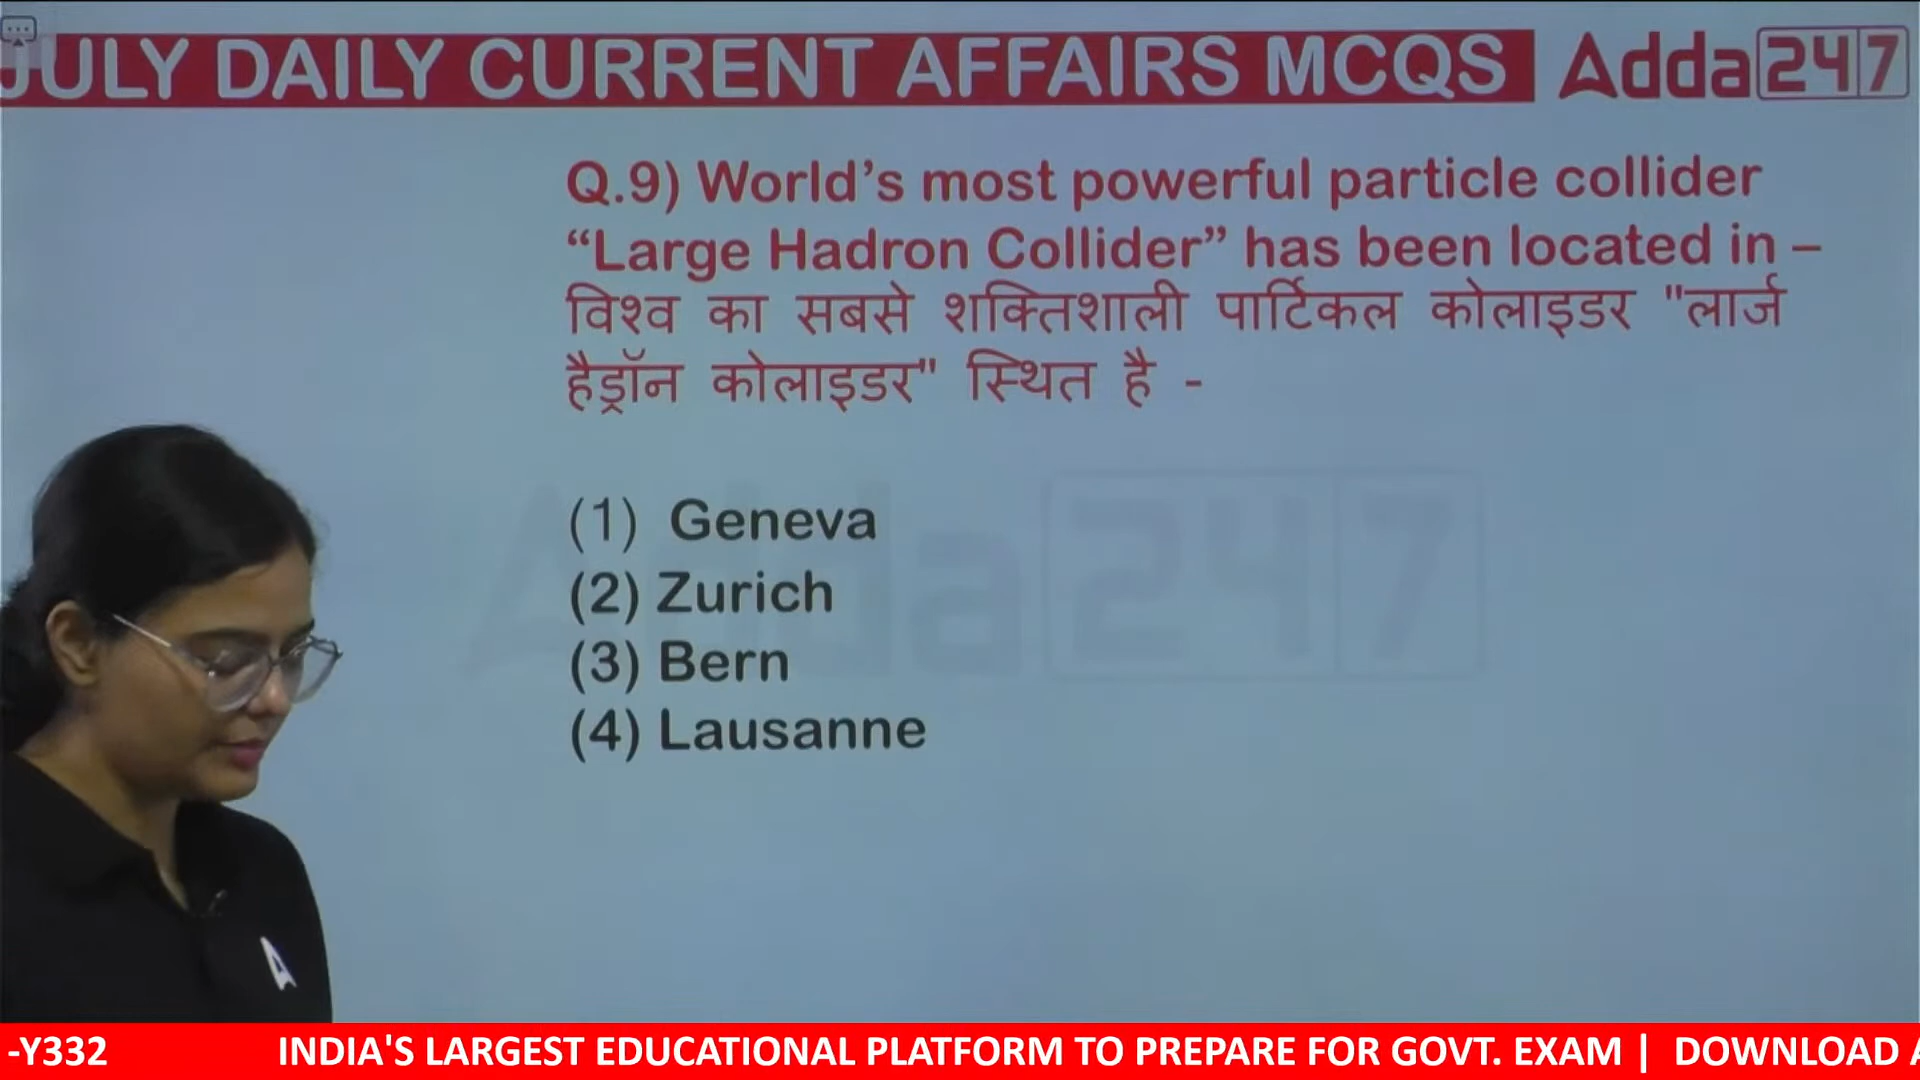 JULY DAILY CURRENT AFFAIRS MCQS
Adda247
Q.9) World’s most powerful particle collider
“Large Hadron Collider” has been located in –
विश्व का सबसे शक्तिशाली पार्टिकल कोलाइडर "लार्ज
हैड्रॉन कोलाइडर" स्थित है -
(1) Geneva
(2) Zurich
(3) Bern
(4) Lausanne
Adda247
-Y332 INDIA'S LARGEST EDUCATIONAL PLATFORM TO PREPARE FOR GOVT. EXAM | DOWNLOAD A